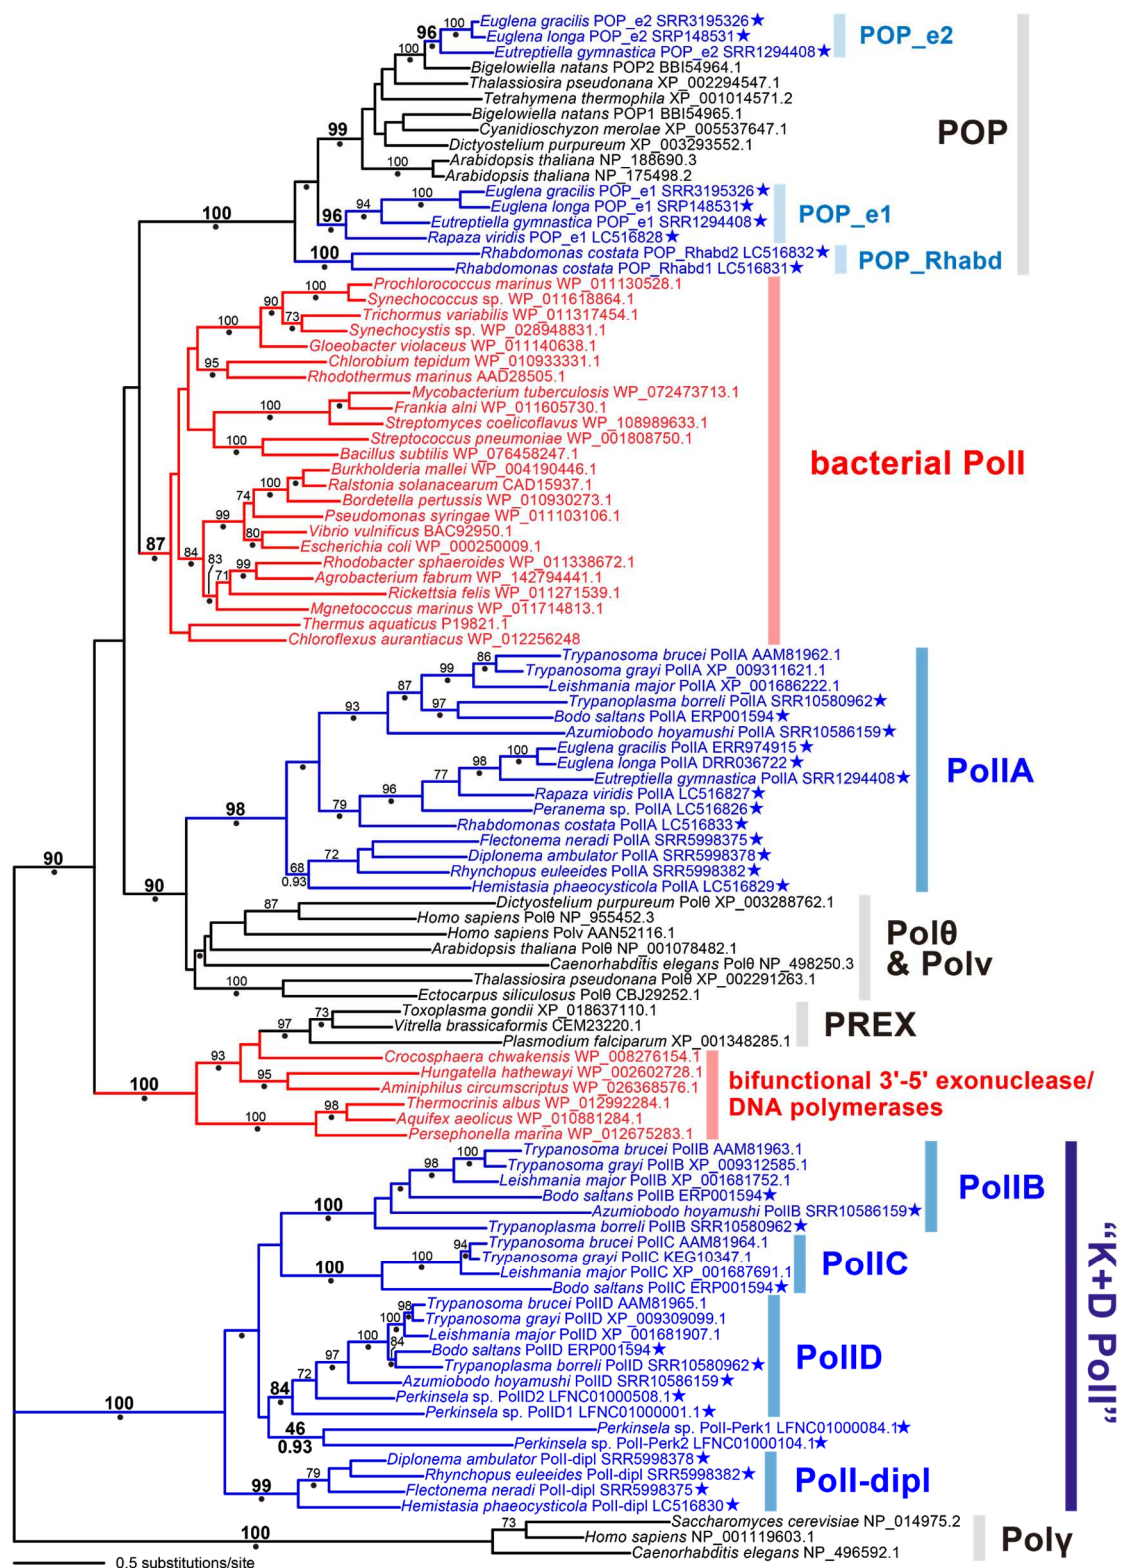 Euglena gracilis POP_e2 SRR3195326★
100
Euglena longa POP_e2 SRP148531★
96
POP_e2
Eutreptiella gymnastica POP_e2 SRR1294408★
100
Bigelowiella natans POP2 BBI54964.1
Thalassiosira pseudonana XP_002294547.1
Tetrahymena thermophila XP_001014571.2
Bigelowiella natans POP1 BBI54965.1
Cyanidioschyzon merolae XP_005537647.1
99
POP
Dictyostelium purpureum XP_003293552.1
Arabidopsis thaliana NP_188690.3
100
Arabidopsis thaliana NP_175498.2
Euglena gracilis POP_e1 SRR3195326★
100
Euglena longa POP_e1 SRP148531★
94
96
POP_e1
100
Eutreptiella gymnastica POP_e1 SRR1294408★
Rapaza viridis POP_e1 LC516828★
Rhabdomonas costata POP_Rhabd2 LC516832★
100
POP_Rhabd
Rhabdomonas costata POP_Rhabd1 LC516831★
Prochlorococcus marinus WP_011130528.1
100
Synechococcus sp. WP_011618864.1
90
Trichormus variabilis WP_011317454.1
100
73
Synechocystis sp. WP_028948831.1
Gloeobacter violaceus WP_011140638.1
Chlorobium tepidum WP_010933331.1
95
Rhodothermus marinus AAD28505.1
Mycobacterium tuberculosis WP_072473713.1
100
Frankia alni WP_011605730.1
Streptomyces coelicoflavus WP_108989633.1
Streptococcus pneumoniae WP_001808750.1
100
Bacillus subtilis WP_076458247.1
bacterial PolI
Burkholderia mallei WP_004190446.1
100
Ralstonia solanacearum CAD15937.1
74
Bordetella pertussis WP_010930273.1
99
Pseudomonas syringae WP_011103106.1
80
Vibrio vulnificus BAC92950.1
87
Escherichia coli WP_000250009.1
84
83
99
Rhodobacter sphaeroides WP_011338672.1
71
Agrobacterium fabrum WP_142794441.1
Rickettsia felis WP_011271539.1
Mgnetococcus marinus WP_011714813.1
Thermus aquaticus P19821.1
Chloroflexus aurantiacus WP_012256248
Trypanosoma brucei PolIA AAM81962.1
86
99
Trypanosoma grayi PolIA XP_009311621.1
87
Leishmania major PolIA XP_001686222.1
97
Trypanoplasma borreli PolIA SRR10580962★
93
Bodo saltans PolIA ERP001594★
Azumiobodo hoyamushi PolIA SRR10586159★
100
Euglena gracilis PolIA ERR974915★
98
Euglena longa PolIA DRR036722★
PolIA
77
Eutreptiella gymnastica PolIA SRR1294408★
96
Rapaza viridis PolIA LC516827★
79
Peranema sp. PolIA LC516826★
98
Rhabdomonas costata PolIA LC516833★
Flectonema neradi PolIA SRR5998375★
72
Diplonema ambulator PolIA SRR5998378★
68
Rhynchopus euleeides PolIA SRR5998382★
0.93
Hemistasia phaeocysticola PolIA LC516829★
90
90
87
Dictyostelium purpureum Polθ XP_003288762.1
Homo sapiens Polθ NP_955452.3
Homo sapiens Polν AAN52116.1
Polθ
Arabidopsis thaliana Polθ NP_001078482.1
& Polν
Caenorhabditis elegans Polθ NP_498250.3
Thalassiosira pseudonana Polθ XP_002291263.1
100
Ectocarpus siliculosus Polθ CBJ29252.1
Toxoplasma gondii XP_018637110.1
73
97
Vitrella brassicaformis CEM23220.1
PREX
Plasmodium falciparum XP_001348285.1
93
Crocosphaera chwakensis WP_008276154.1
95
Hungatella hathewayi WP_002602728.1
100
Aminiphilus circumscriptus WP_026368576.1
bifunctional 3'-5' exonuclease/
DNA polymerases
98
Thermocrinis albus WP_012992284.1
100
Aquifex aeolicus WP_010881284.1
Persephonella marina WP_012675283.1
Trypanosoma brucei PolIB AAM81963.1
100
98
Trypanosoma grayi PolIB XP_009312585.1
Leishmania major PolIB XP_001681752.1
PolIB
Bodo saltans PolIB ERP001594★
100
Azumiobodo hoyamushi PolIB SRR10586159★
Trypanoplasma borreli PolIB SRR10580962★
Trypanosoma brucei PolIC AAM81964.1
94
100
Trypanosoma grayi PolIC KEG10347.1
100
Leishmania major PolIC XP_001687691.1
PolIC
Bodo saltans PolIC ERP001594★
“K+D PolI”
98
Trypanosoma brucei PolID AAM81965.1
100
Trypanosoma grayi PolID XP_009309099.1
100
Leishmania major PolID XP_001681907.1
84
Bodo saltans PolID ERP001594★
PolID
97
Trypanoplasma borreli PolID SRR10580962★
72
Azumiobodo hoyamushi PolID SRR10586159★
84
Perkinsela sp. PolID2 LFNC01000508.1★
100
Perkinsela sp. PolID1 LFNC01000001.1★
46
Perkinsela sp. PolI-Perk1 LFNC01000084.1★
0.93
Perkinsela sp. PolI-Perk2 LFNC01000104.1★
Diplonema ambulator PolI-dipl SRR5998378★
79
Rhynchopus euleeides PolI-dipl SRR5998382★
PolI-dipl
99
Flectonema neradi PolI-dipl SRR5998375★
Hemistasia phaeocysticola PolI-dipl LC516830★
73
Saccharomyces cerevisiae NP_014975.2
100
Homo sapiens NP_001119603.1
Polγ
Caenorhabditis elegans NP_496592.1
0.5 substitutions/site